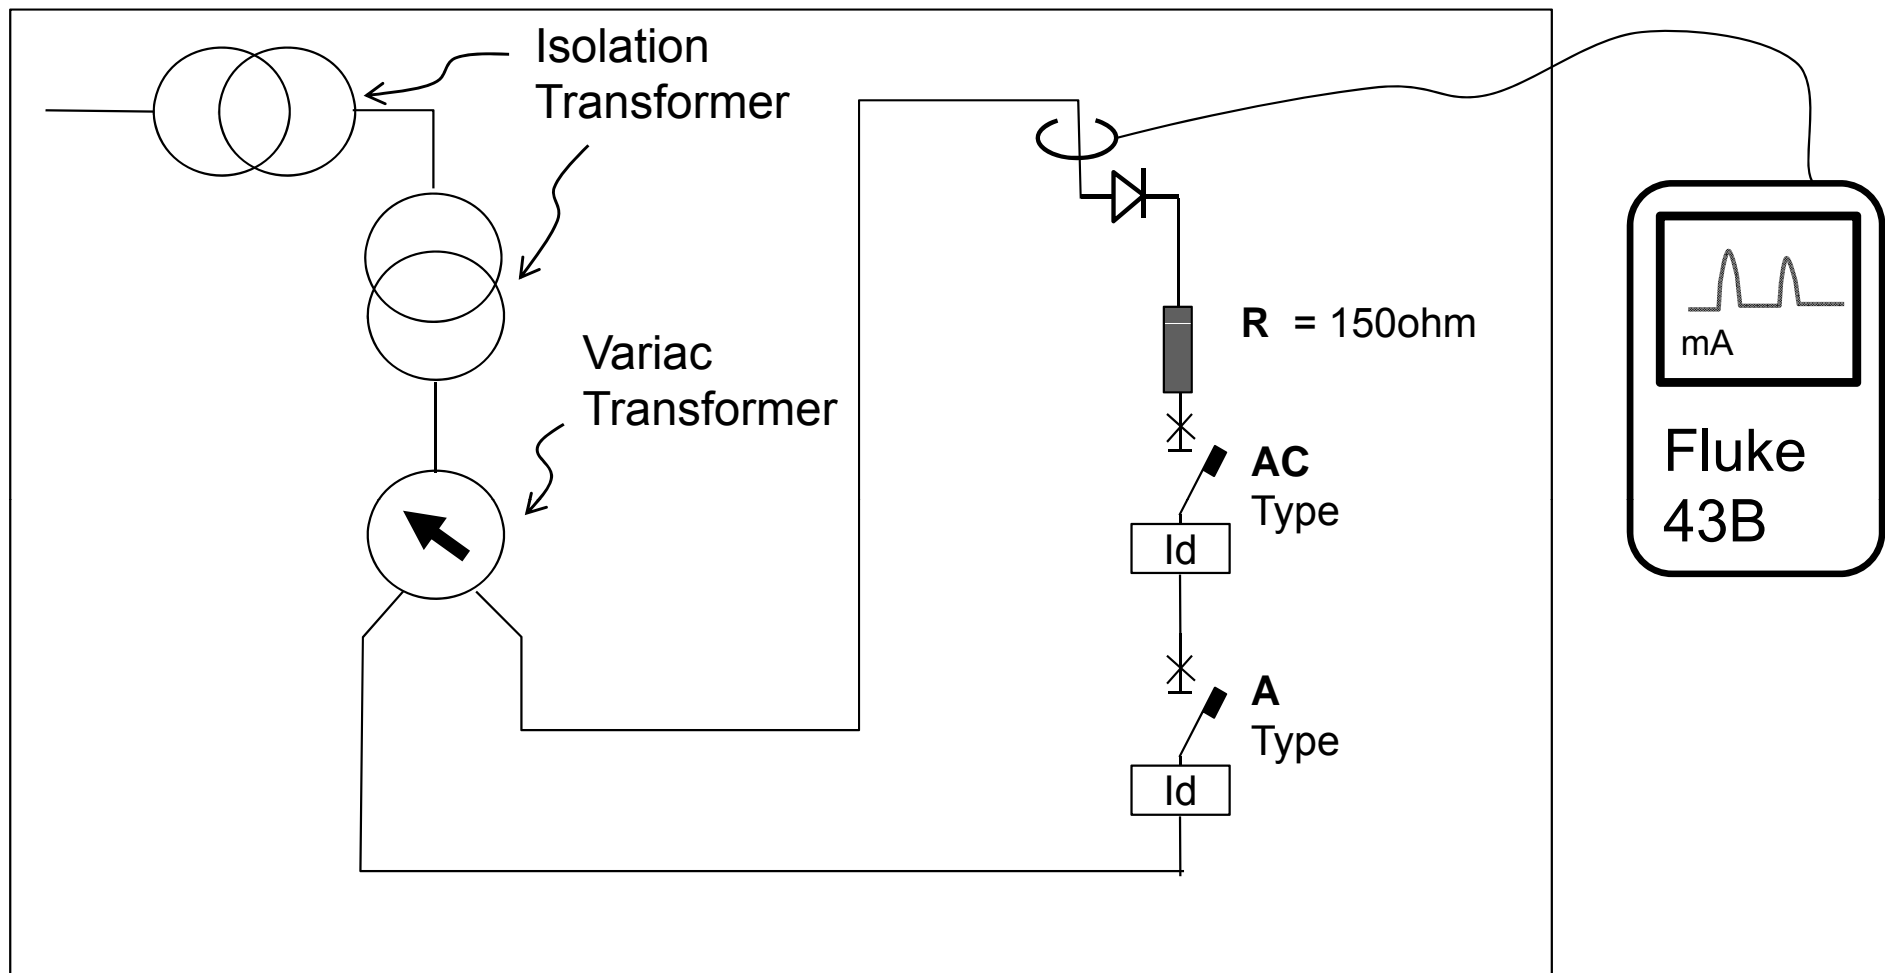 Isolation
Transformer
Variac
Transformer
R = 150ohm
AC
Type
Id
A
Type
Id
mA
Fluke
43B